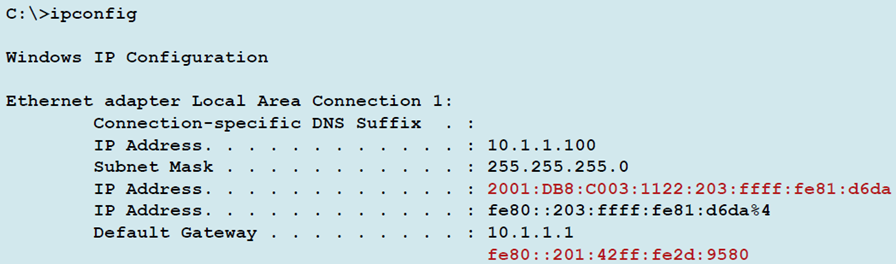 C:\>ipconfig
Windows IP Configuration
Ethernet adapter Local Area Connection 1:
Connection-specific DNS Suffix . :
IP Address. . . . . . . . . . . . : 10.1.1.100
Subnet Mask . . . . . . . . . . . : 255.255.255.0
IP Address. . . . . . . . . . . . : 2001:DB8:C003:1122:203:ffff:fe81:d6da
IP Address. . . . . . . . . . . . : fe80::203:ffff:fe81:d6da%4
Default Gateway . . . . . . . . . : 10.1.1.1
fe80::201:42ff:fe2d:9580